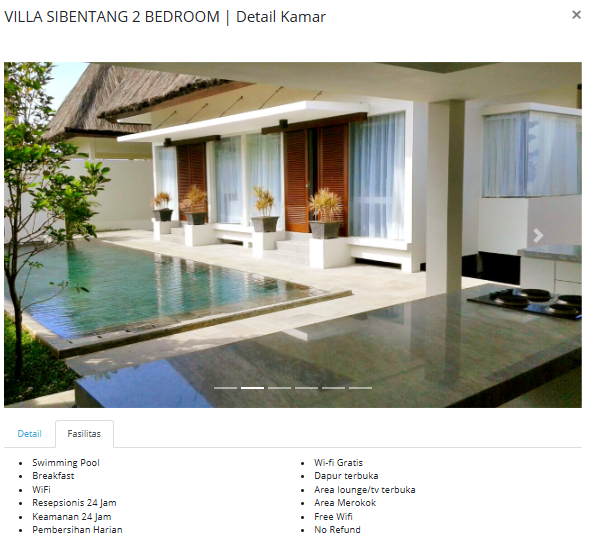 VILLA SIBENTANG 2 BEDROOM | Detail Kamar
×
Detail
Fasilitas
Swimming Pool
Breakfast
WiFi
Resepsionis 24 Jam
Keamanan 24 Jam
Pembersihan Harian
Wi-fi Gratis
Dapur terbuka
Area lounge/tv terbuka
Area Merokok
Free Wifi
No Refund